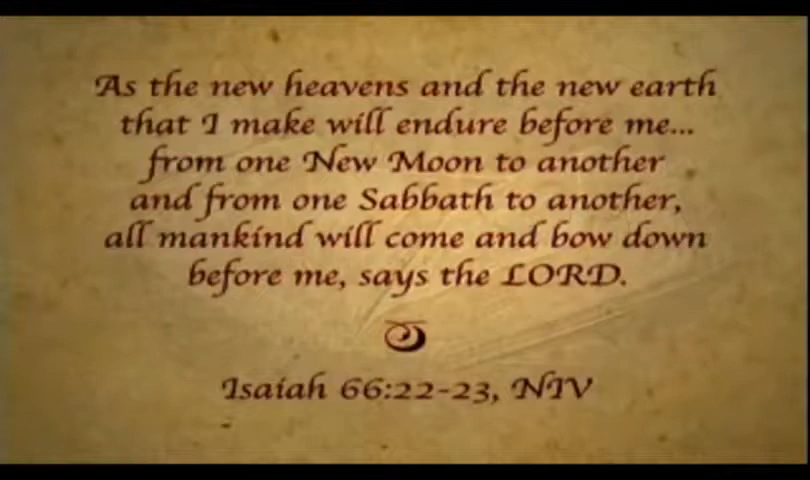 As the new heavens and the new earth
that I make will endure before me...
from one New Moon to another
and from one Sabbath to another,
all mankind will come and bow down
before me, says the LORD.
Isaiah 66:22-23, NIV